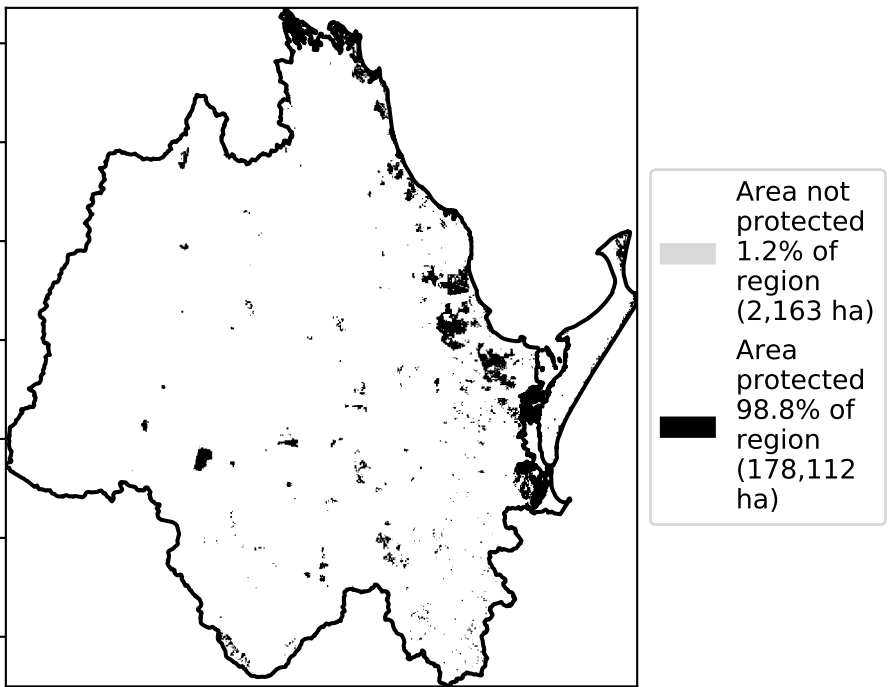 Area not
protected
1.2% of
region
(2,163 ha)
Area
protected
98.8% of
region
(178,112
ha)